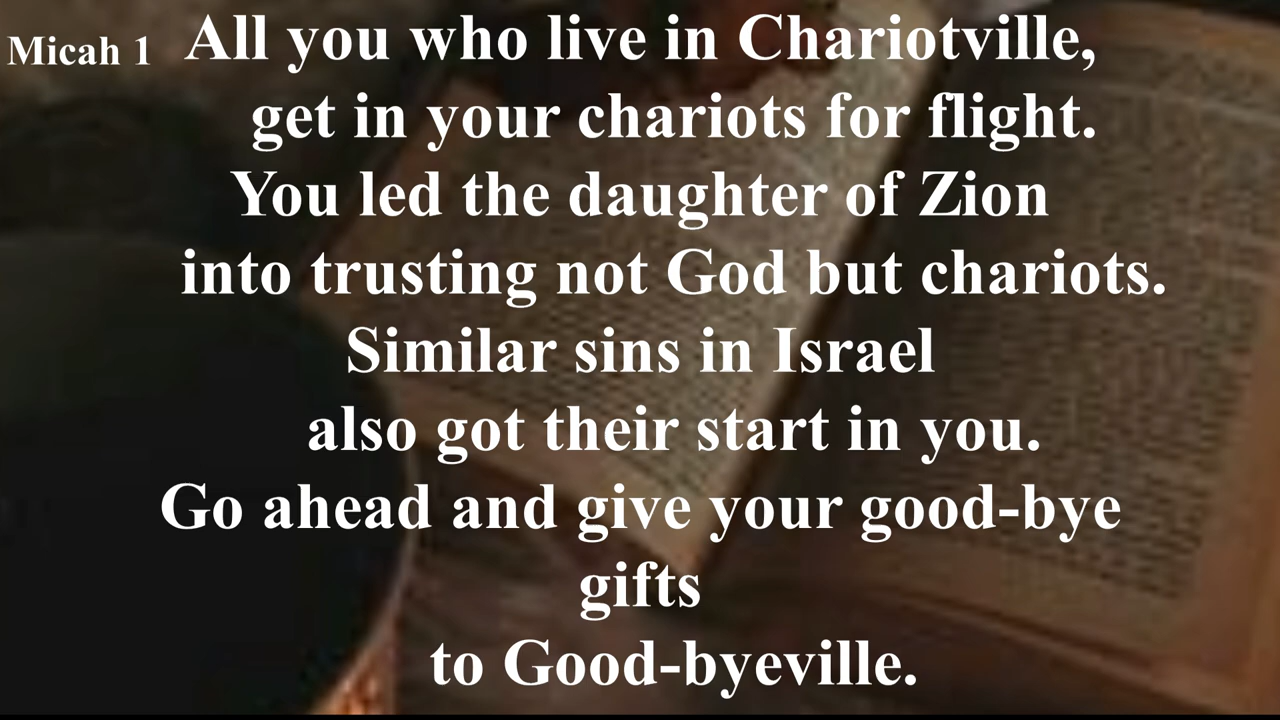 Micah 1
All you who live in Chariotville,
get in your chariots for flight.
You led the daughter of Zion
into trusting not God but chariots.
Similar sins in Israel
also got their start in you.
Go ahead and give your good-bye
gifts
to Good-byeville.